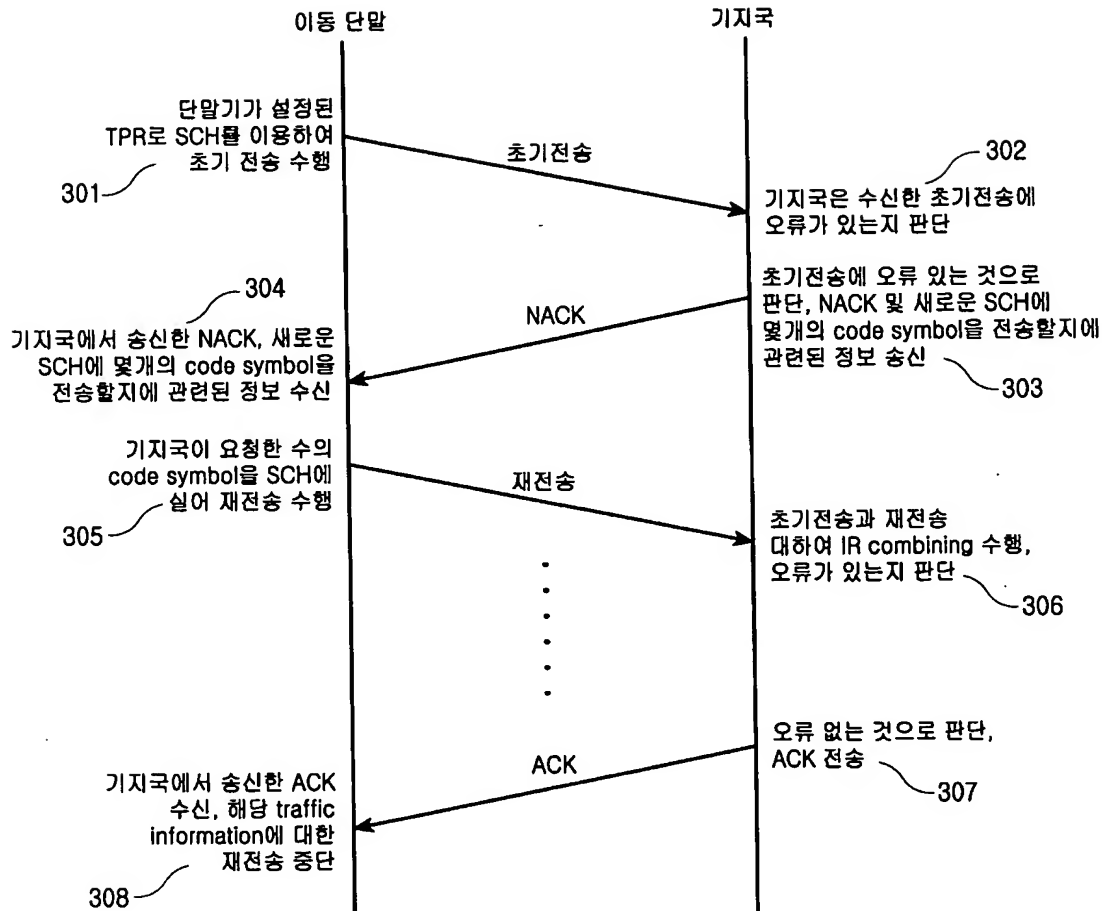 이동 단말
기지국
단말기가 설정된
TPR로 SCH를 이용하여
초기 전송 수행
301
초기전송
302
기지국은 수신한 초기전송에
오류가 있는지 판단
초기전송에 오류 있는 것으로
판단, NACK 및 새로운 SCH에
몇개의 code symbol을 전송할지에
관련된 정보 송신
303
NACK
304
기지국에서 송신한 NACK, 새로운
SCH에 몇개의 code symbol을
전송할지에 관련된 정보 수신
기지국이 요청한 수의
code symbol을 SCH에
실어 재전송 수행
305
재전송
초기전송과 재전송
대하여 IR combining 수행,
오류가 있는지 판단
306
오류 없는 것으로 판단,
ACK 전송
307
ACK
기지국에서 송신한 ACK
수신, 해당 traffic
information에 대한
재전송 중단
308